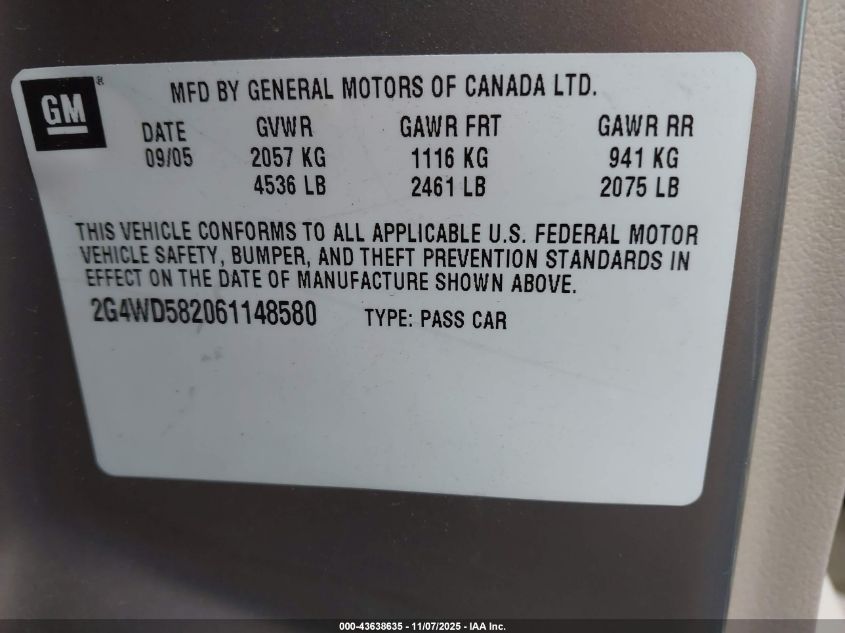 GM
®
MFD BY GENERAL MOTORS OF CANADA LTD.
DATE GVWR GAWR FRT GAWR RR
09/05 2057 KG 1116 KG 941 KG
4536 LB 2461 LB 2075 LB
THIS VEHICLE CONFORMS TO ALL APPLICABLE U.S. FEDERAL MOTOR
VEHICLE SAFETY, BUMPER, AND THEFT PREVENTION STANDARDS IN
EFFECT ON THE DATE OF MANUFACTURE SHOWN ABOVE.
2G4WD582061148580 TYPE: PASS CAR
000-43638635 - 11/07/2025 - IAA Inc.